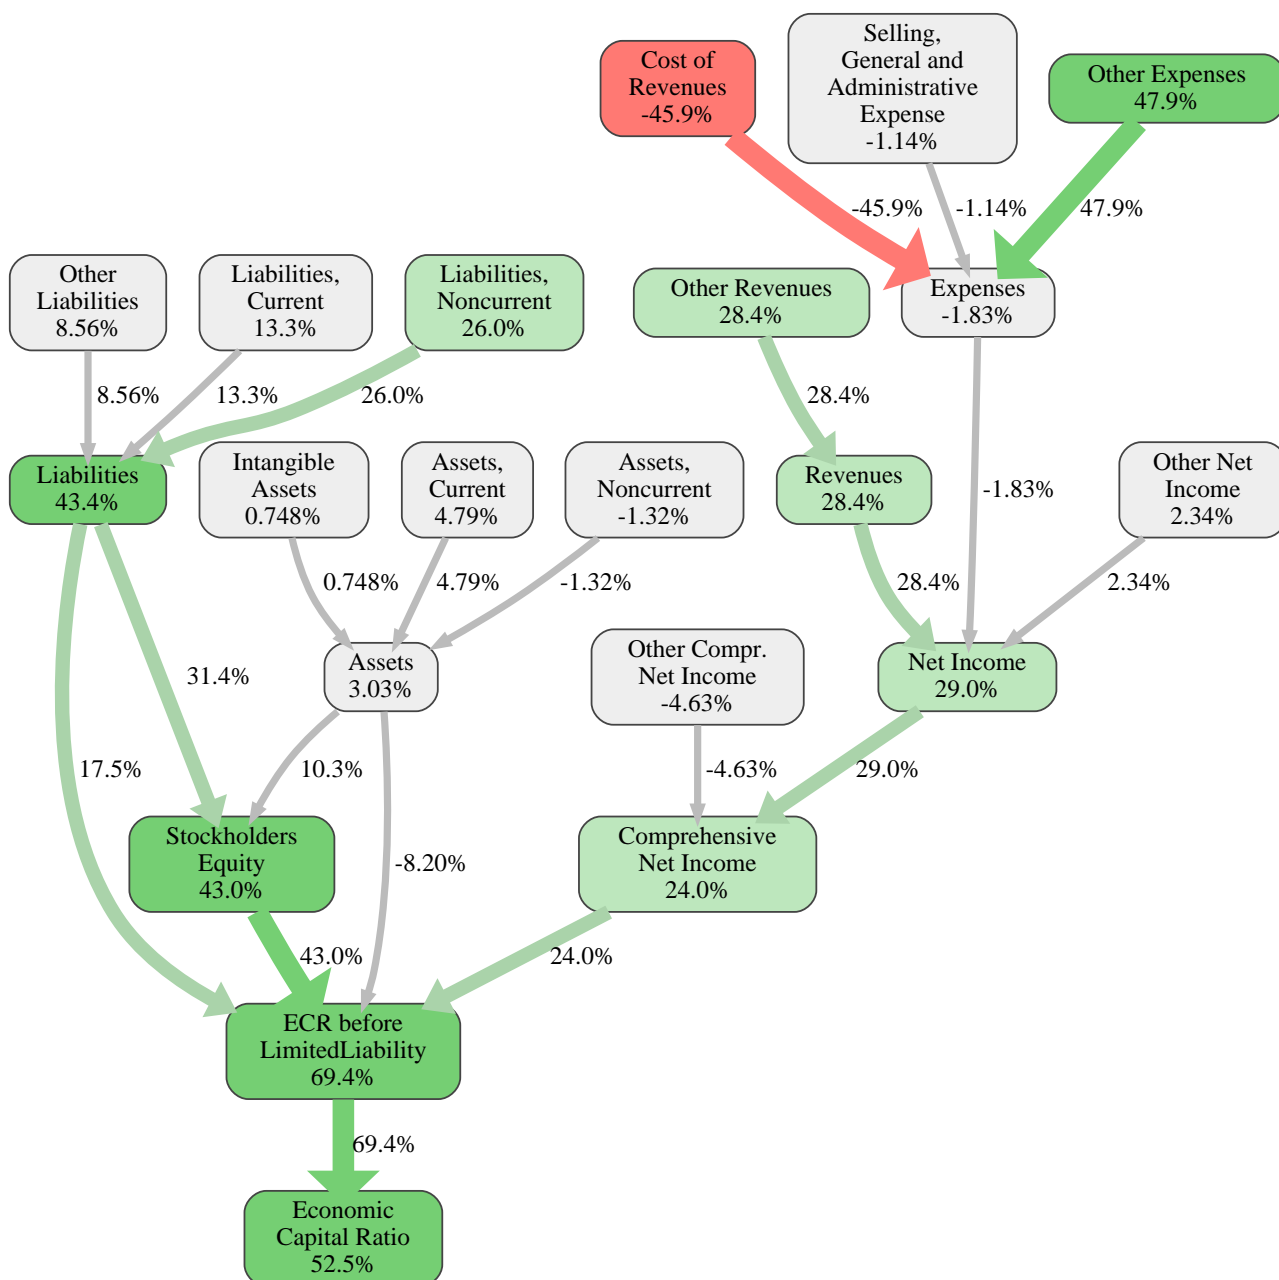 Cost of
Revenues
-45.9%
Selling,
General and
Administrative
Expense
-1.14%
Other Expenses
47.9%
-45.9%
-1.14%
47.9%
Other
Liabilities
8.56%
Liabilities,
Current
13.3%
Liabilities,
Noncurrent
26.0%
Other Revenues
28.4%
Expenses
-1.83%
8.56%
13.3%
26.0%
28.4%
Liabilities
43.4%
Intangible
Assets
0.748%
Assets,
Current
4.79%
Assets,
Noncurrent
-1.32%
Revenues
28.4%
-1.83%
Other Net
Income
2.34%
0.748%
4.79%
-1.32%
28.4%
2.34%
31.4%
Assets
3.03%
Other Compr.
Net Income
-4.63%
Net Income
29.0%
17.5%
10.3%
-4.63%
29.0%
Stockholders
Equity
43.0%
-8.20%
Comprehensive
Net Income
24.0%
43.0%
24.0%
ECR before
LimitedLiability
69.4%
69.4%
Economic
Capital Ratio
52.5%